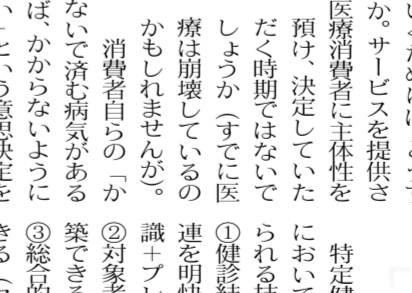 か。サービスを提供さ
医療消費者に主体性を
預け、決定していた
だく時期ではないで
しょうか（すでに医
療は崩壊しているの
かもしれませんが）。
消費者自らの「か
ないで済む病気がある
ば、かからないように
という意思決定を
特定健
において
られる技
①健診結
連を明快
識＋プレ
②対象者
築できる
③総合的
きる